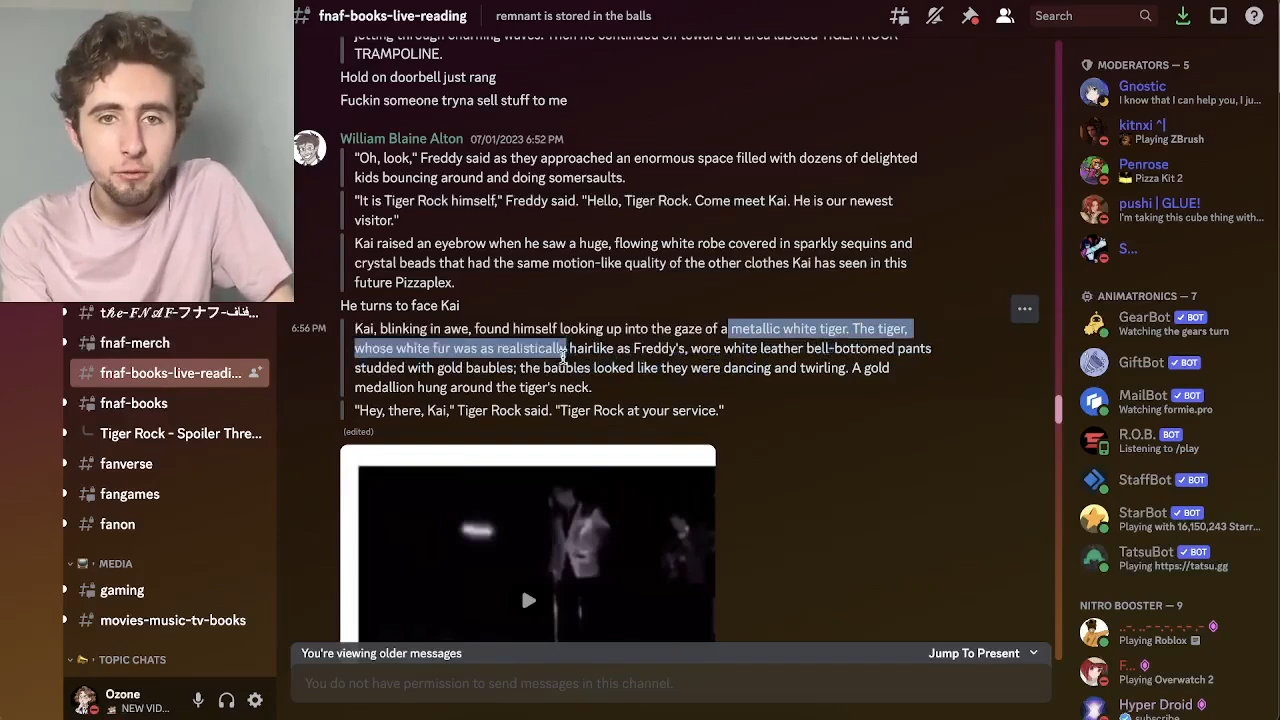 fnaf-books-live-reading
remnant is stored in the balls
Search
TRAMPOLINE.
Hold on doorbell just rang
Fuckin someone tryna sell stuff to me
William Blaine Alton 07/01/2023 6:52 PM
"Oh, look," Freddy said as they approached an enormous space filled with dozens of delighted
kids bouncing around and doing somersaults.
"It is Tiger Rock himself," Freddy said. "Hello, Tiger Rock. Come meet Kai. He is our newest
visitor."
Kai raised an eyebrow when he saw a huge, flowing white robe covered in sparkly sequins and
crystal beads that had the same motion-like quality of the other clothes Kai has seen in this
future Pizzaplex.
He turns to face Kai
6:56 PM
Kai, blinking in awe, found himself looking up into the gaze of a metallic white tiger. The tiger,
whose white fur was as realistically hairlike as Freddy's, wore white leather bell-bottomed pants
studded with gold baubles; the baubles looked like they were dancing and twirling. A gold
medallion hung around the tiger's neck.
"Hey, there, Kai," Tiger Rock said. "Tiger Rock at your service."
(edited)
You're viewing older messages
Jump To Present
You do not have permission to send messages in this channel.
fnaf-merch
fnaf-books-live-readi...
fnaf-books
Tiger Rock - Spoiler Thre...
fanverse
fangames
fanon
MEDIA
gaming
movies-music-tv-books
TOPIC CHATS
Ozone
NEW VID...
MODERATORS — 5
Gnostic
I know that I can help you, I ju...
kitnxi ^|
Playing ZBrush
Penrose
Pizza Kit 2
pushi | GLUE!
I'm taking this cube thing with...
S...
ANIMATRONICS — 7
GearBot BOT
Watching the gears turn
GiftBot BOT
MailBot BOT
Watching formie.pro
R.O.B. BOT
Listening to /play
StaffBot BOT
StarBot BOT
Playing with 16,150,243 Starr...
TatsuBot BOT
Playing https://tatsu.gg
NITRO BOOSTER — 9
Playing Roblox
F...
Playing Overwatch 2
Hyper Droid